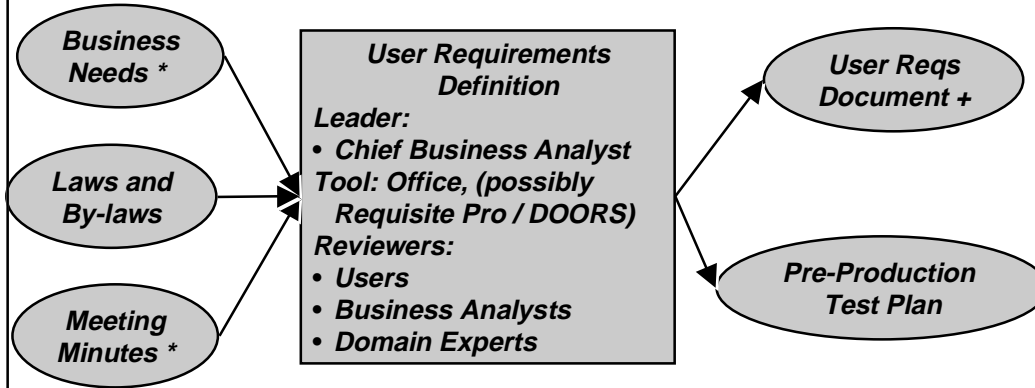 Business
Needs *
Laws and
By-laws
Meeting
Minutes *
User Requirements
Definition
Leader:
• Chief Business Analyst
Tool: Office, (possibly
Requisite Pro / DOORS)
Reviewers:
• Users
• Business Analysts
• Domain Experts
User Reqs
Document +
Pre-Production
Test Plan